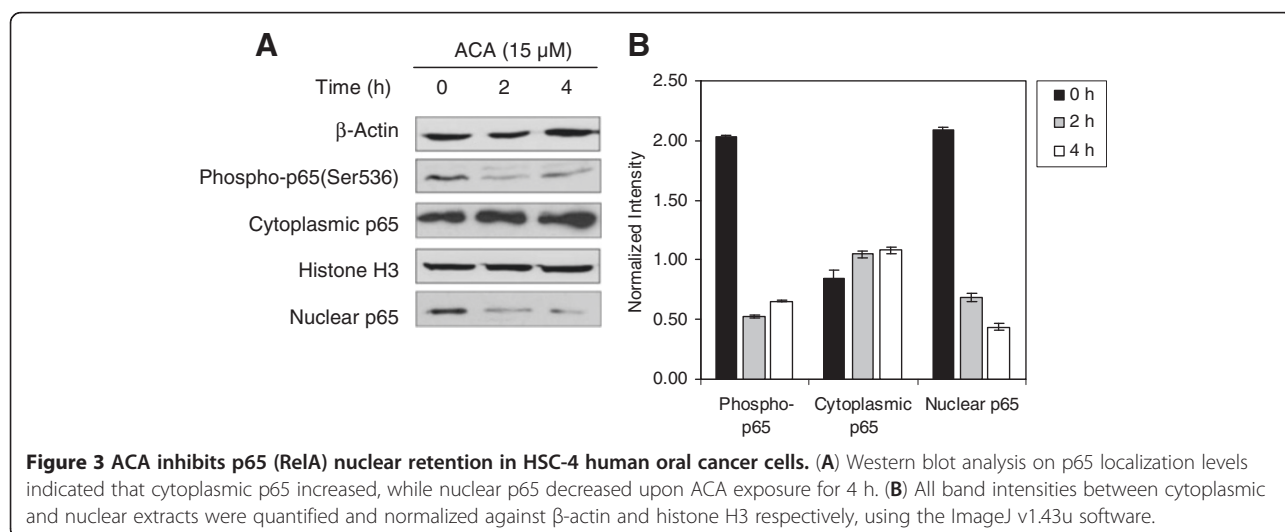 A
ACA (15 µM)
Time (h) 0 2 4
β-Actin
Phospho-p65(Ser536)
Cytoplasmic p65
Histone H3
Nuclear p65
B
2.50
2.00
1.50
1.00
0.50
0.00
Normalized Intensity
Phospho-
p65
Cytoplasmic
p65
Nuclear p65
0 h
2 h
4 h
Figure 3 ACA inhibits p65 (RelA) nuclear retention in HSC-4 human oral cancer cells. (A) Western blot analysis on p65 localization levels
indicated that cytoplasmic p65 increased, while nuclear p65 decreased upon ACA exposure for 4 h. (B) All band intensities between cytoplasmic
and nuclear extracts were quantified and normalized against β-actin and histone H3 respectively, using the ImageJ v1.43u software.